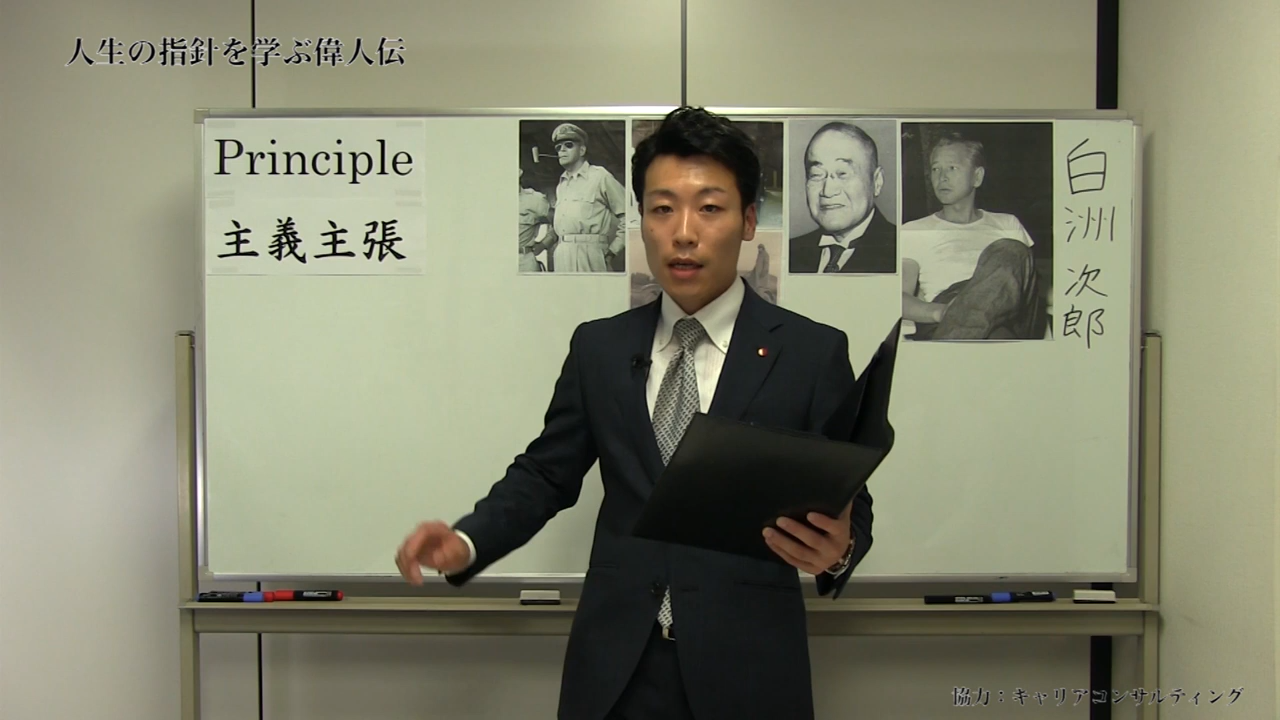 人生の指針を学ぶ偉人伝
Principle
主義主張
白洲次郎
協力：キャリアコンサルティング